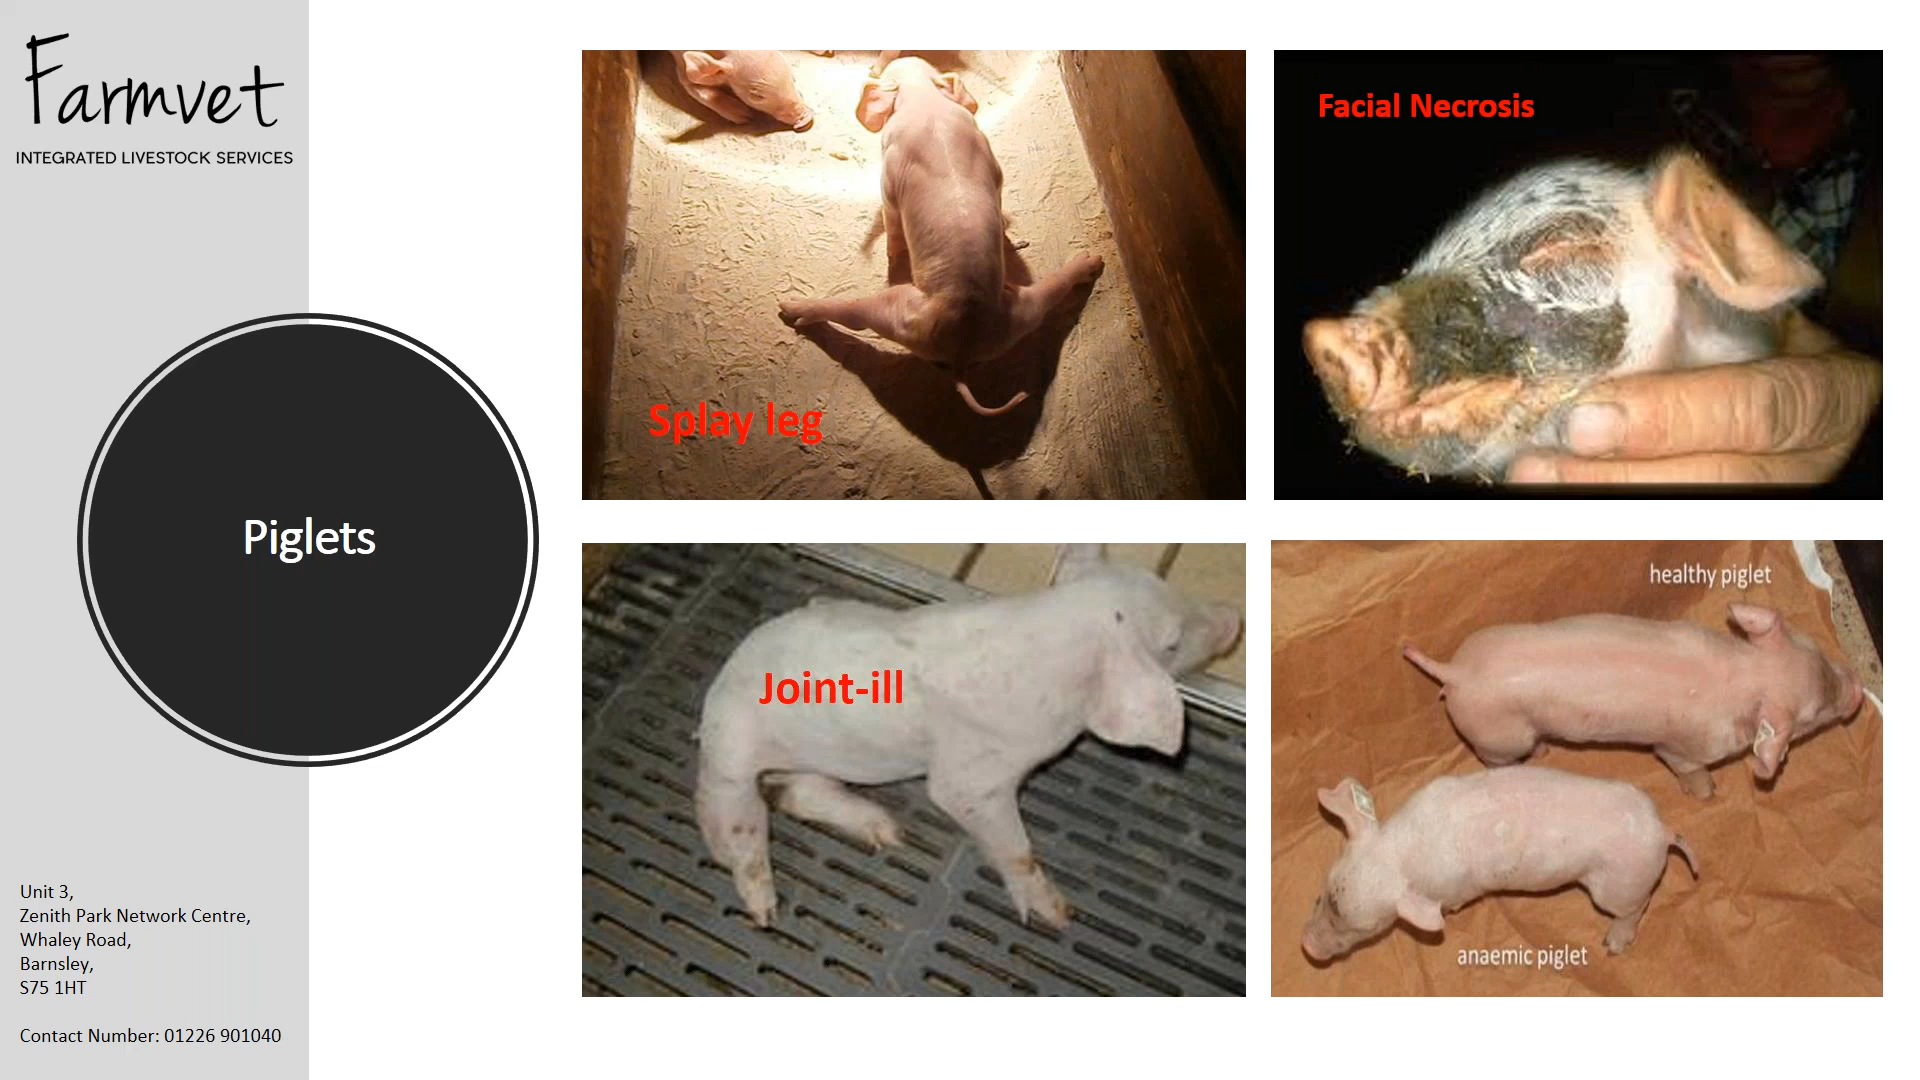 Farmvet
INTEGRATED LIVESTOCK SERVICES
Piglets
Unit 3,
Zenith Park Network Centre,
Whaley Road,
Barnsley,
S75 1HT
Contact Number: 01226 901040
Splay leg
Facial Necrosis
Joint-ill
healthy piglet
anaemic piglet